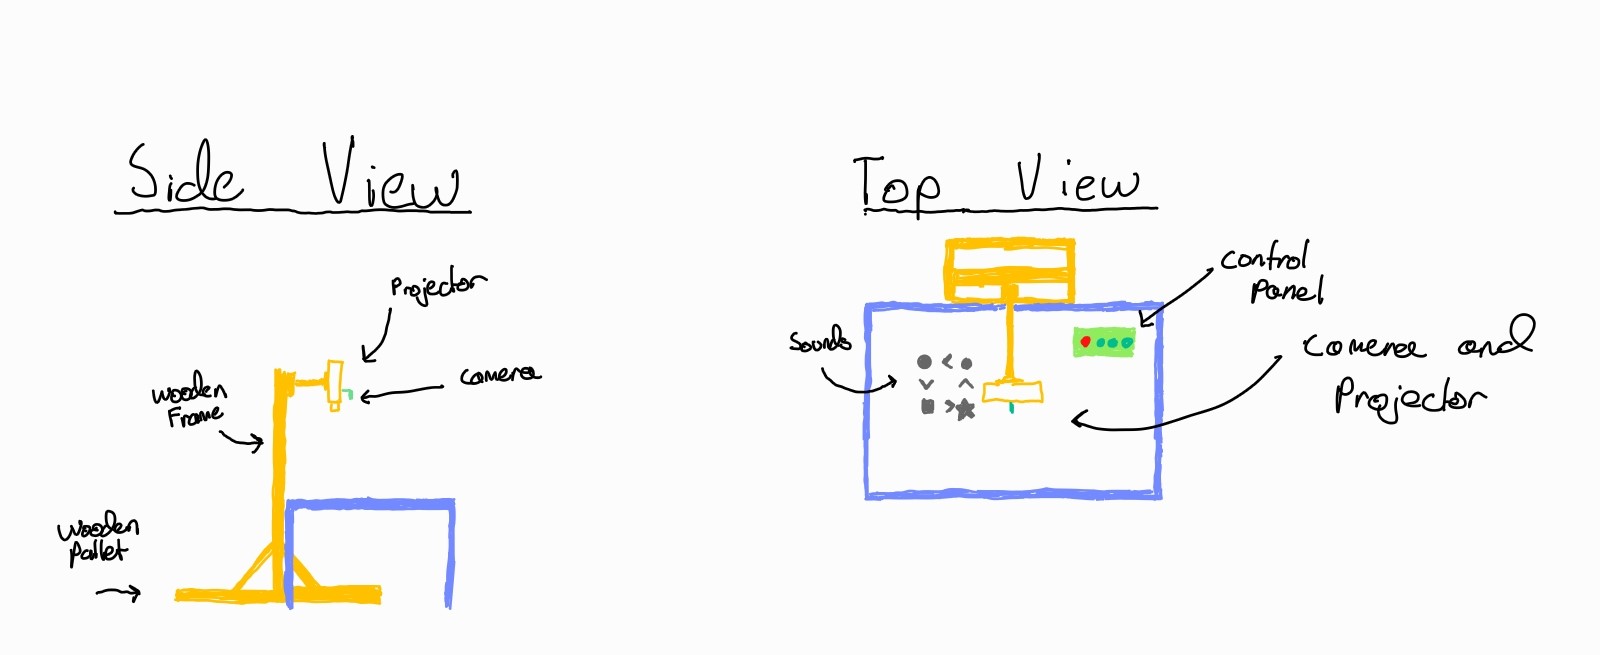 Side View
Projector
Camera
Wooden
Frame
Wooden
Pallet
Top View
Control
Panel
Sounds
Camera and
Projector